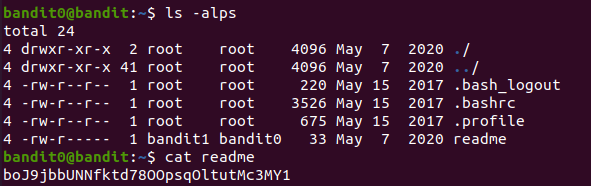 bandit0@bandit:~$ ls -alps
total 24
4 drwxr-xr-x  2 root    root    4096 May  7  2020 ./
4 drwxr-xr-x 41 root    root    4096 May  7  2020 ../
4 -rw-r--r--  1 root    root     220 May 15  2017 .bash_logout
4 -rw-r--r--  1 root    root    3526 May 15  2017 .bashrc
4 -rw-r--r--  1 root    root     675 May 15  2017 .profile
4 -rw-r-----  1 bandit1 bandit0   33 May  7  2020 readme
bandit0@bandit:~$ cat readme
boJ9jbbUNNfktd78OOpsqOltutMc3MY1